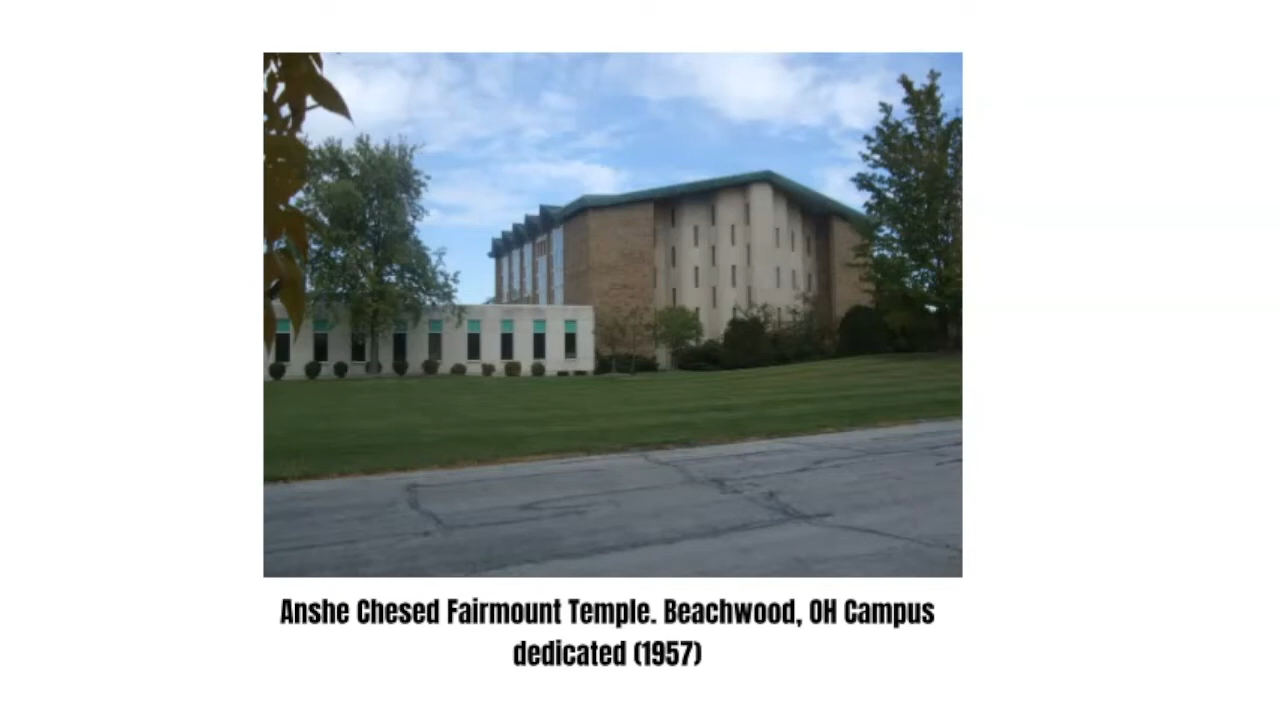 Anshe Chesed Fairmount Temple. Beachwood, OH Campus
dedicated (1957)